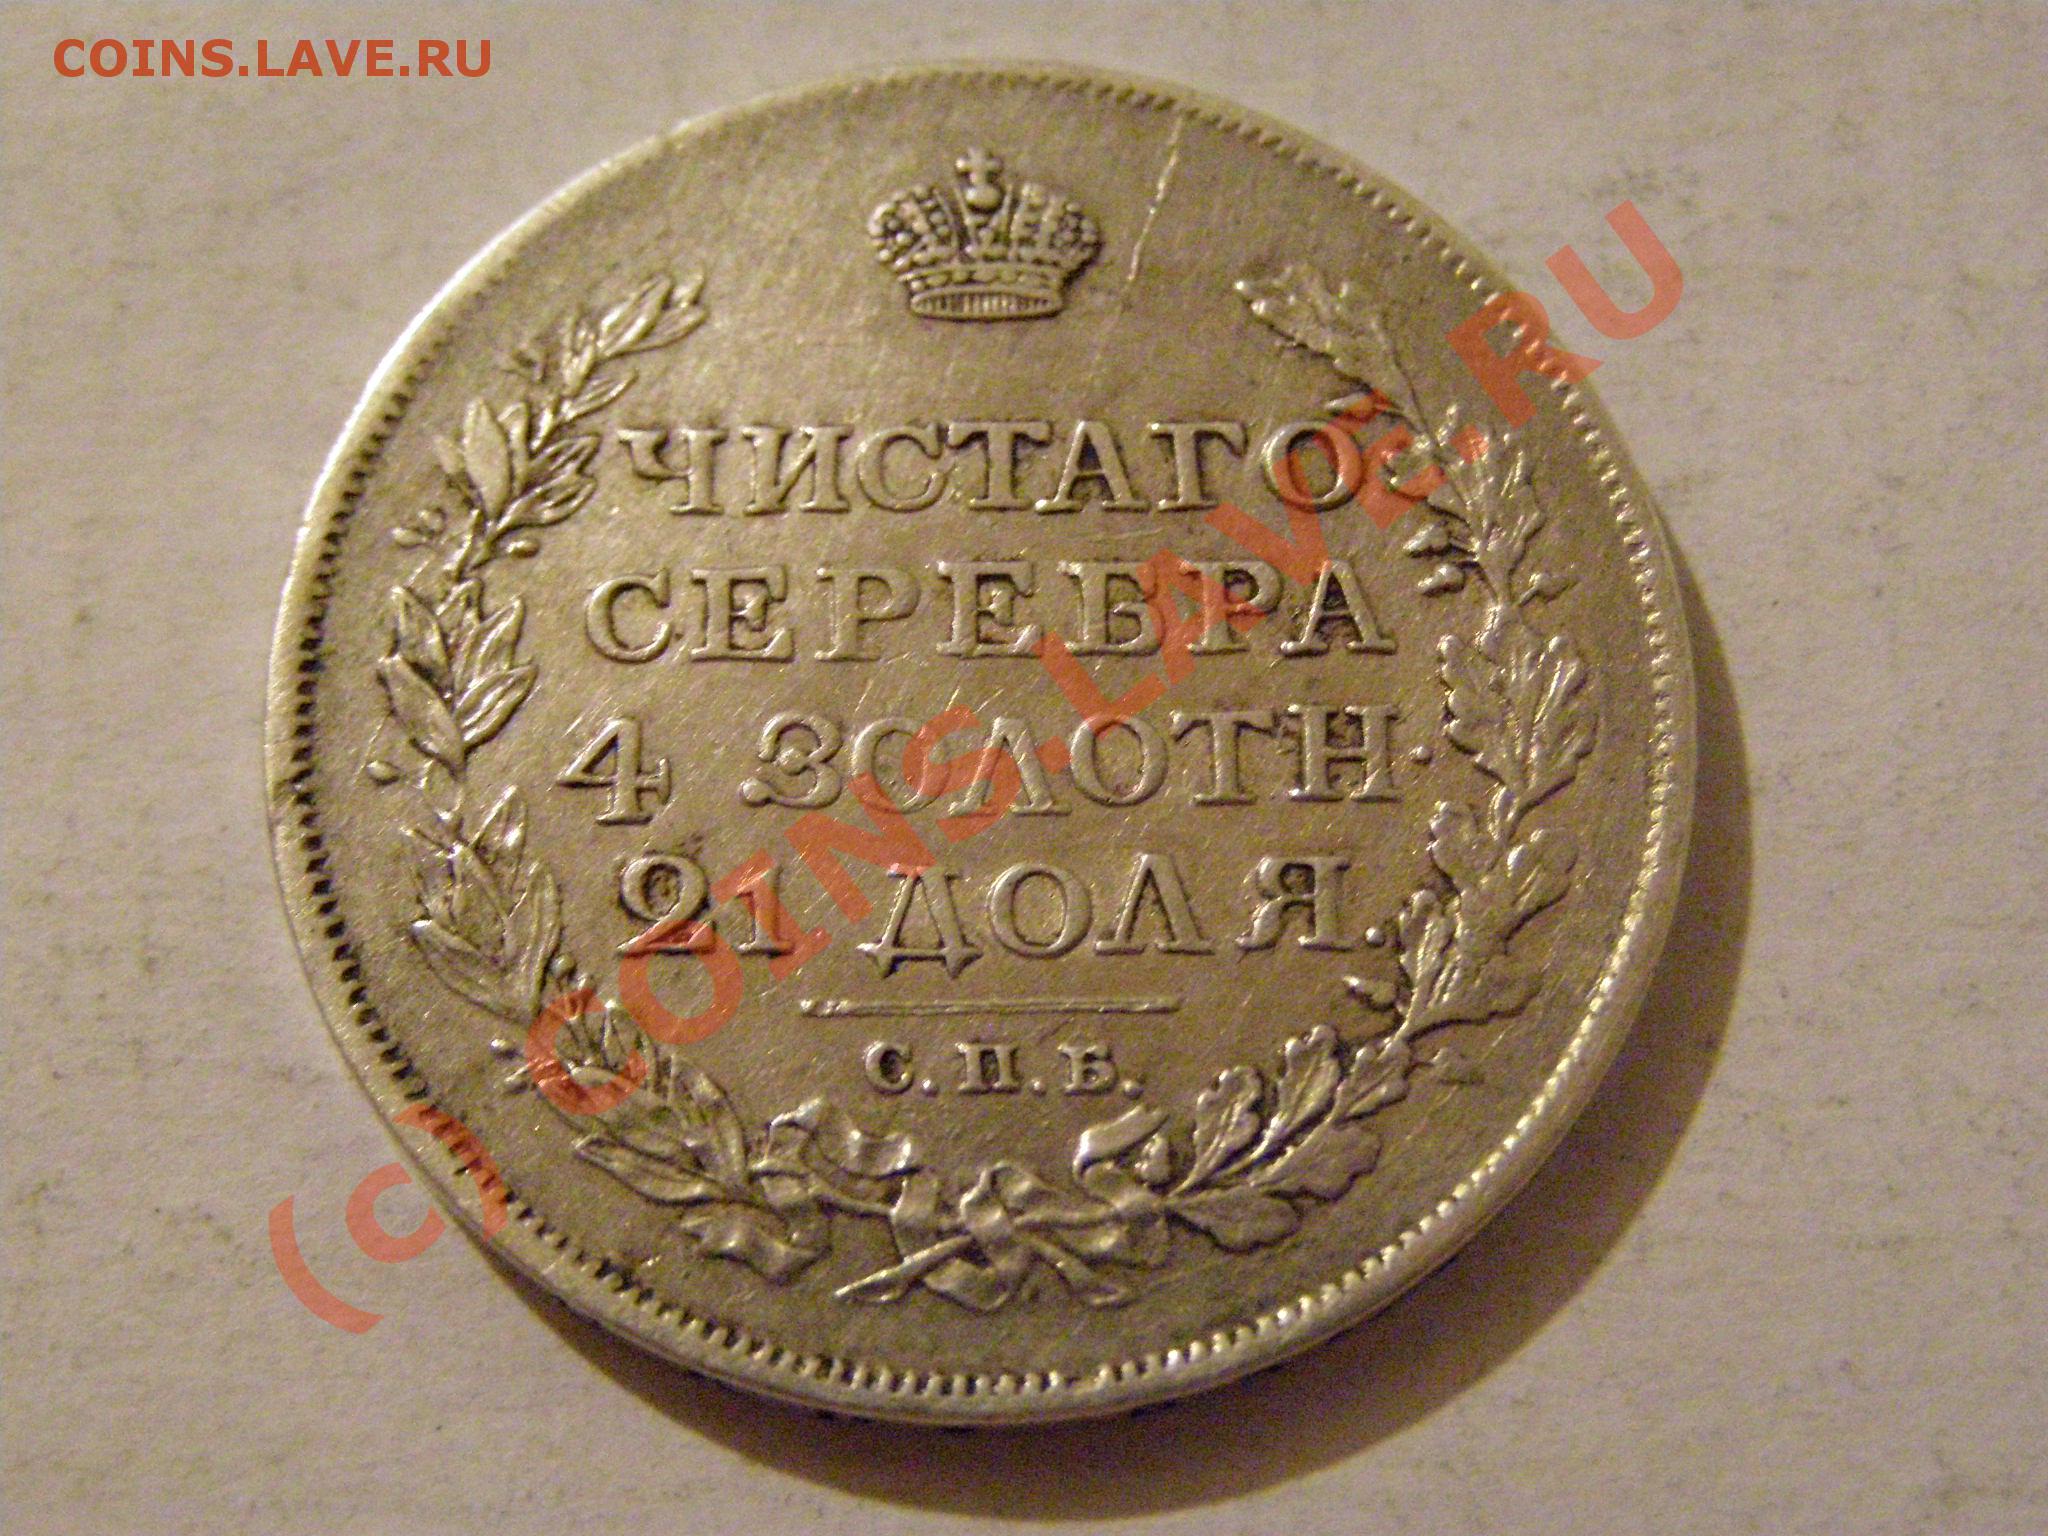 COINS.LAVE.RU
ЧИСТАГО
СЕРЕБРА
4 ЗОЛОТН.
21 ДОЛЯ.
С.П.Б.
(c) COINS.LAVE.RU